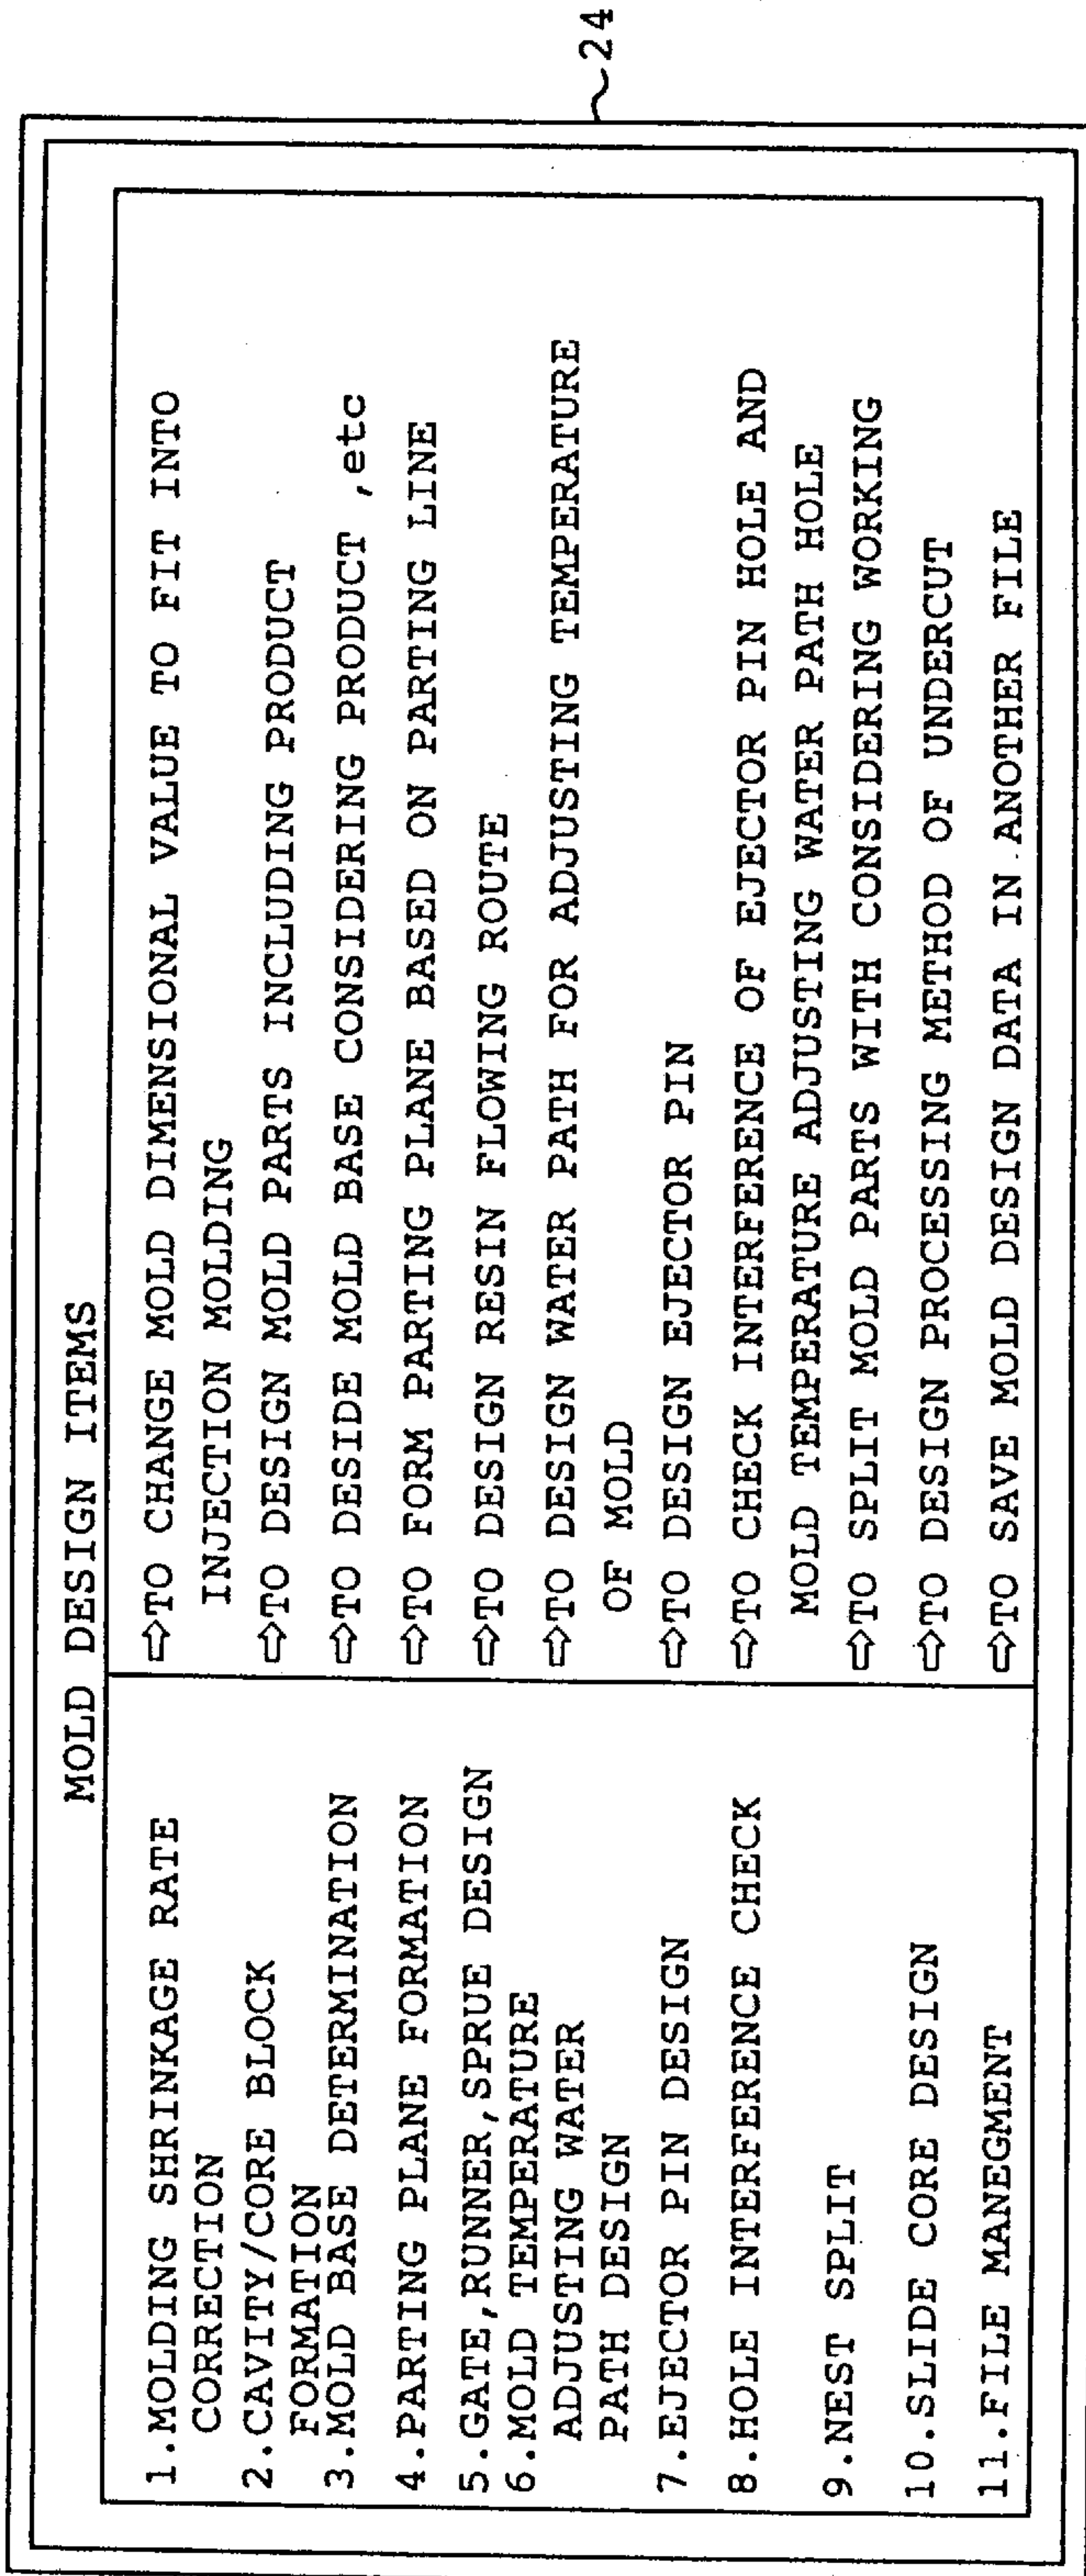 MOLD DESIGN ITEMS
1.MOLDING SHRINKAGE RATE
CORRECTION
⇨TO CHANGE MOLD DIMENSIONAL VALUE TO FIT INTO
INJECTION MOLDING
2.CAVITY/CORE BLOCK
FORMATION
⇨TO DESIGN MOLD PARTS INCLUDING PRODUCT
3.MOLD BASE DETERMINATION
⇨TO DESIDE MOLD BASE CONSIDERING PRODUCT ,etc
4.PARTING PLANE FORMATION
⇨TO FORM PARTING PLANE BASED ON PARTING LINE
5.GATE,RUNNER,SPRUE DESIGN
⇨TO DESIGN RESIN FLOWING ROUTE
6.MOLD TEMPERATURE
ADJUSTING WATER
PATH DESIGN
⇨TO DESIGN WATER PATH FOR ADJUSTING TEMPERATURE
OF MOLD
7.EJECTOR PIN DESIGN
⇨TO DESIGN EJECTOR PIN
8.HOLE INTERFERENCE CHECK
⇨TO CHECK INTERFERENCE OF EJECTOR PIN HOLE AND
MOLD TEMPERATURE ADJUSTING WATER PATH HOLE
9.NEST SPLIT
⇨TO SPLIT MOLD PARTS WITH CONSIDERING WORKING
10.SLIDE CORE DESIGN
⇨TO DESIGN PROCESSING METHOD OF UNDERCUT
11.FILE MANEGMENT
⇨TO SAVE MOLD DESIGN DATA IN ANOTHER FILE
24